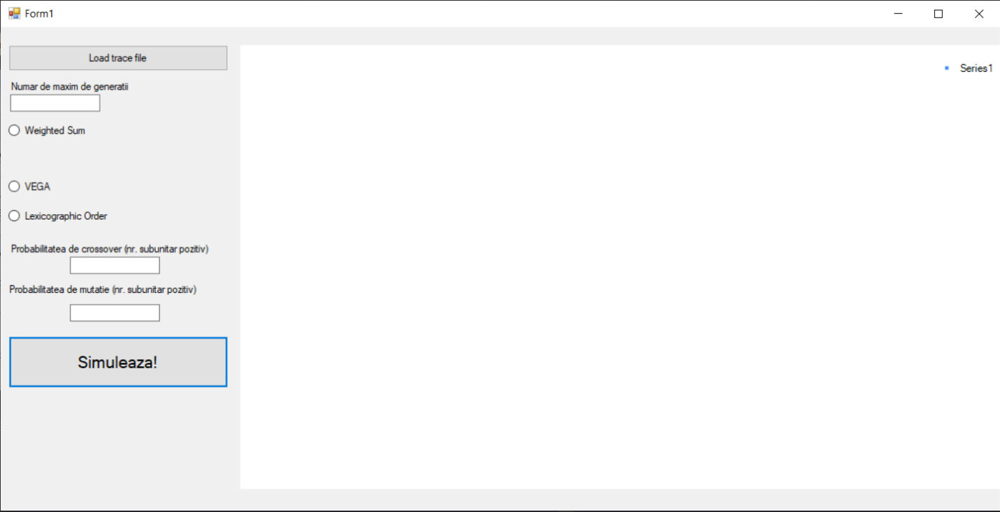 Form1
Load trace file
Numar de maxim de generatii
Weighted Sum
VEGA
Lexicographic Order
Probabilitatea de crossover (nr. subunitar pozitiv)
Probabilitatea de mutatie (nr. subunitar pozitiv)
Simuleaza!
Series1